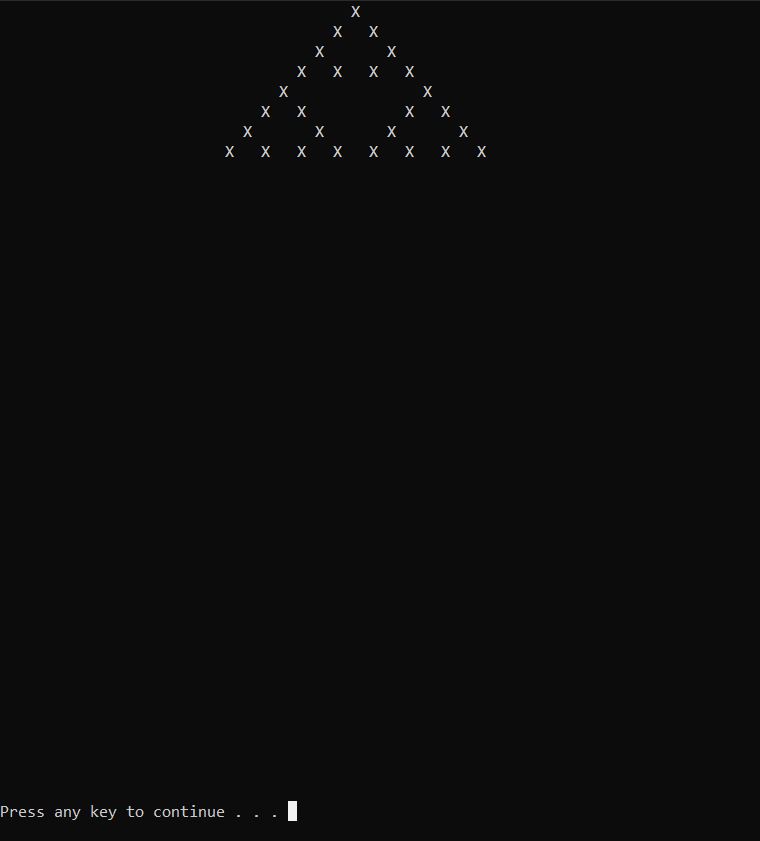 X
                                     X   X
                                   X       X
                                 X   X   X   X
                               X               X
                             X   X           X   X
                           X       X       X       X
                         X   X   X   X   X   X   X   X
Press any key to continue . . .